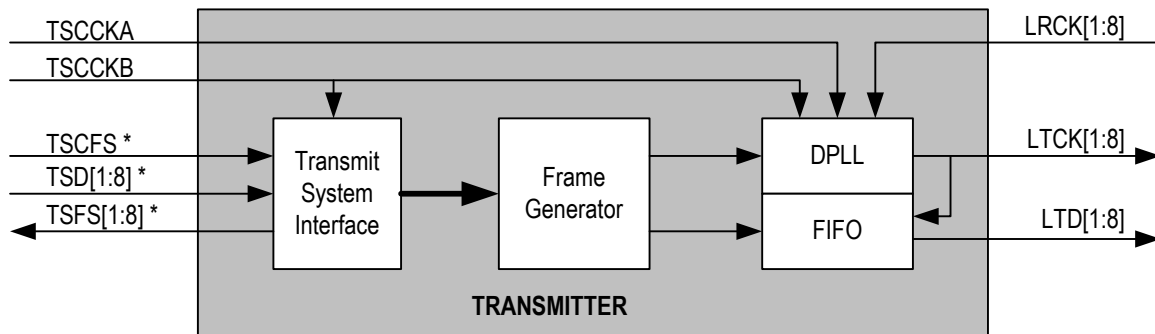 TSCCKA
TSCCKB
TSCFS *
TSD[1:8] *
TSFS[1:8] *
Transmit
System
Interface
Frame
Generator
DPLL
FIFO
LRCK[1:8]
LTCK[1:8]
LTD[1:8]
TRANSMITTER